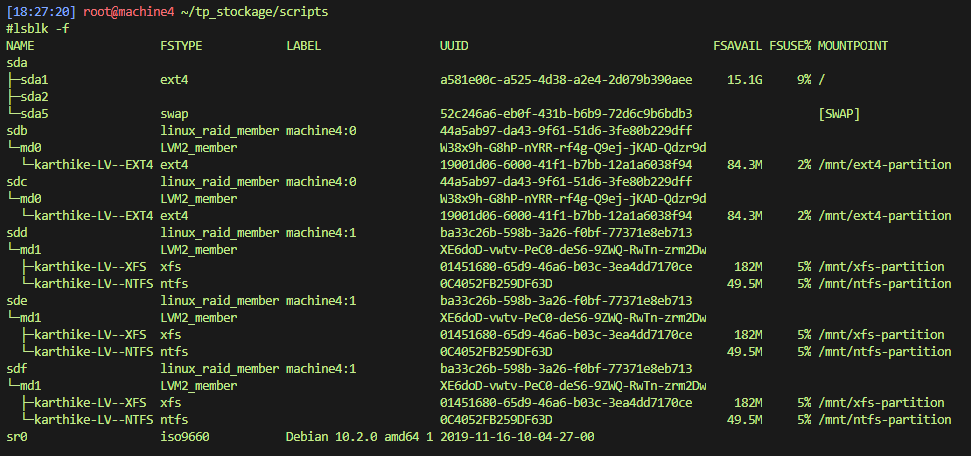 [18:27:20] root@machine4 ~/tp_stockage/scripts
#lsblk -f
NAME FSTYPE LABEL UUID FSAVAIL FSUSE% MOUNTPOINT
sda
├─sda1 ext4 a581e00c-a525-4d38-a2e4-2d079b390aee 15.1G 9% /
├─sda2
└─sda5 swap 52c246a6-eb0f-431b-b6b9-72d6c9b6bdb3 [SWAP]
sdb linux_raid_member machine4:0 44a5ab97-da43-9f61-51d6-3fe80b229dff
└─md0 LVM2_member W38x9h-G8hP-nYRR-rf4g-Q9ej-jKAD-Qdzr9d
└─karthike-LV--EXT4 ext4 19001d06-6000-41f1-b7bb-12a1a6038f94 84.3M 2% /mnt/ext4-partition
sdc linux_raid_member machine4:0 44a5ab97-da43-9f61-51d6-3fe80b229dff
└─md0 LVM2_member W38x9h-G8hP-nYRR-rf4g-Q9ej-jKAD-Qdzr9d
└─karthike-LV--EXT4 ext4 19001d06-6000-41f1-b7bb-12a1a6038f94 84.3M 2% /mnt/ext4-partition
sdd linux_raid_member machine4:1 ba33c26b-598b-3a26-f0bf-77371e8eb713
└─md1 LVM2_member XE6doD-vwtv-PeC0-deS6-9ZWQ-RwTn-zrm2Dw
├─karthike-LV--XFS xfs 01451680-65d9-46a6-b03c-3ea4dd7170ce 182M 5% /mnt/xfs-partition
└─karthike-LV--NTFS ntfs 0C4052FB259DF63D 49.5M 5% /mnt/ntfs-partition
sde linux_raid_member machine4:1 ba33c26b-598b-3a26-f0bf-77371e8eb713
└─md1 LVM2_member XE6doD-vwtv-PeC0-deS6-9ZWQ-RwTn-zrm2Dw
├─karthike-LV--XFS xfs 01451680-65d9-46a6-b03c-3ea4dd7170ce 182M 5% /mnt/xfs-partition
└─karthike-LV--NTFS ntfs 0C4052FB259DF63D 49.5M 5% /mnt/ntfs-partition
sdf linux_raid_member machine4:1 ba33c26b-598b-3a26-f0bf-77371e8eb713
└─md1 LVM2_member XE6doD-vwtv-PeC0-deS6-9ZWQ-RwTn-zrm2Dw
├─karthike-LV--XFS xfs 01451680-65d9-46a6-b03c-3ea4dd7170ce 182M 5% /mnt/xfs-partition
└─karthike-LV--NTFS ntfs 0C4052FB259DF63D 49.5M 5% /mnt/ntfs-partition
sr0 iso9660 Debian 10.2.0 amd64 1 2019-11-16-10-04-27-00